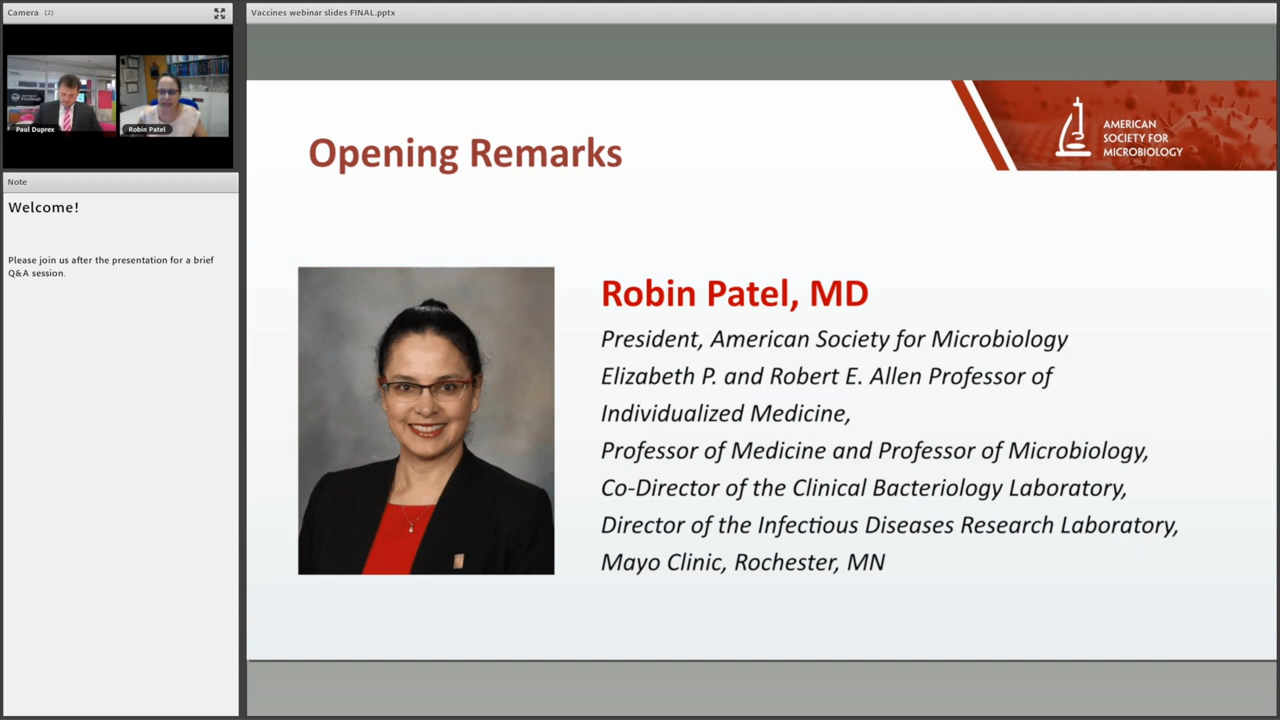 Camera (2)
Vaccines webinar slides FINAL.pptx
Paul Duprex
Robin Patel
Note
Welcome!
Please join us after the presentation for a brief
Q&A session.
Opening Remarks
AMERICAN
SOCIETY FOR
MICROBIOLOGY
Robin Patel, MD
President, American Society for Microbiology
Elizabeth P. and Robert E. Allen Professor of
Individualized Medicine,
Professor of Medicine and Professor of Microbiology,
Co-Director of the Clinical Bacteriology Laboratory,
Director of the Infectious Diseases Research Laboratory,
Mayo Clinic, Rochester, MN